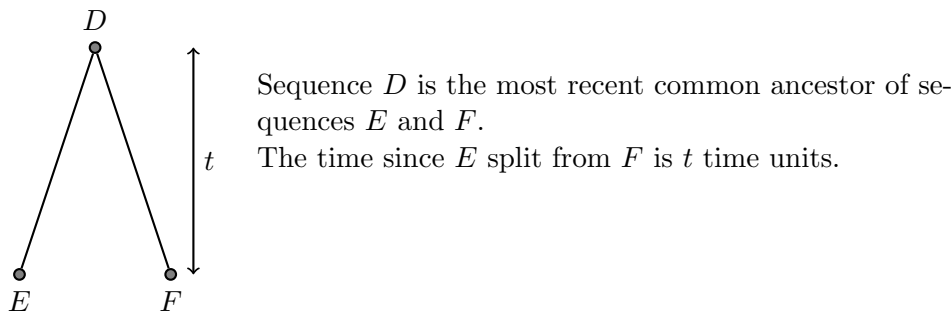 D
Sequence D is the most recent common ancestor of se-
quences E and F.
The time since E split from F is t time units.
t
E F